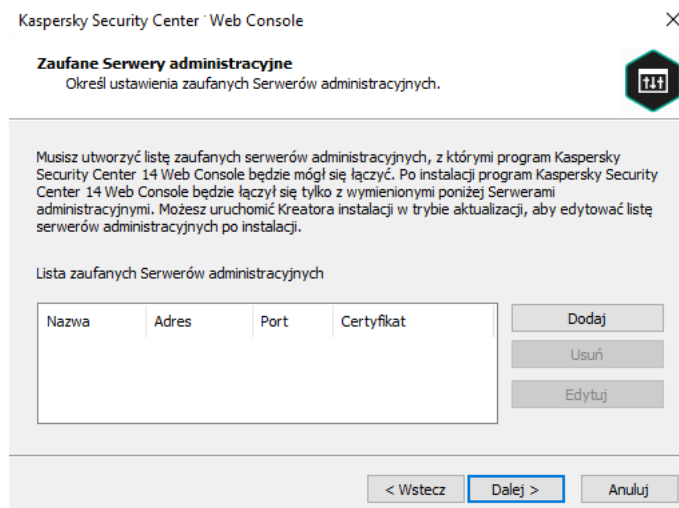 Kaspersky Security Center Web Console
Zaufane Serwery administracyjne
Określ ustawienia zaufanych Serwerów administracyjnych.
Musisz utworzyć listę zaufanych serwerów administracyjnych, z którymi program Kaspersky
Security Center 14 Web Console będzie mógł się łączyć. Po instalacji program Kaspersky Security
Center 14 Web Console będzie łączył się tylko z wymienionymi poniżej Serwerami
administracyjnymi. Możesz uruchomić Kreatora instalacji w trybie aktualizacji, aby edytować listę
serwerów administracyjnych po instalacji.
Lista zaufanych Serwerów administracyjnych
Nazwa Adres Port Certyfikat
Dodaj
Usuń
Edytuj
< Wstecz Dalej > Anuluj